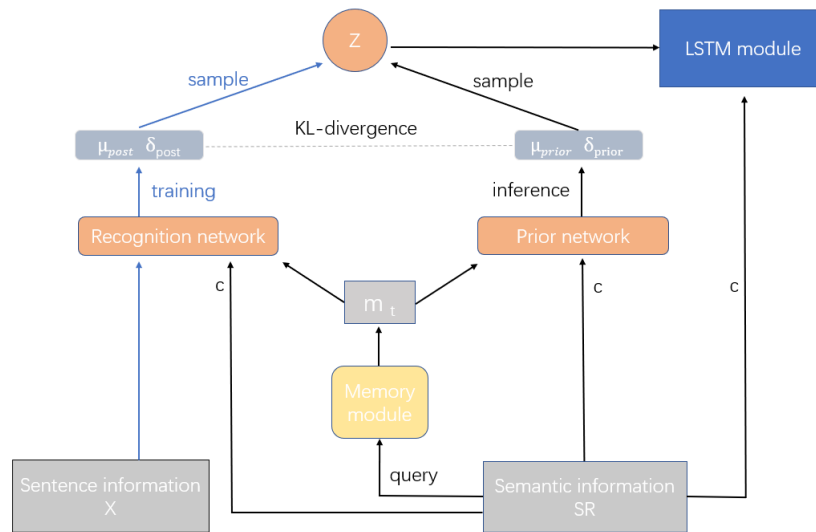 Z
LSTM module
sample
sample
KL-divergence
μpost δpost
μprior δprior
training
inference
Recognition network
Prior network
c
m t
c
c
Memory
module
query
Sentence information
X
Semantic information
SR